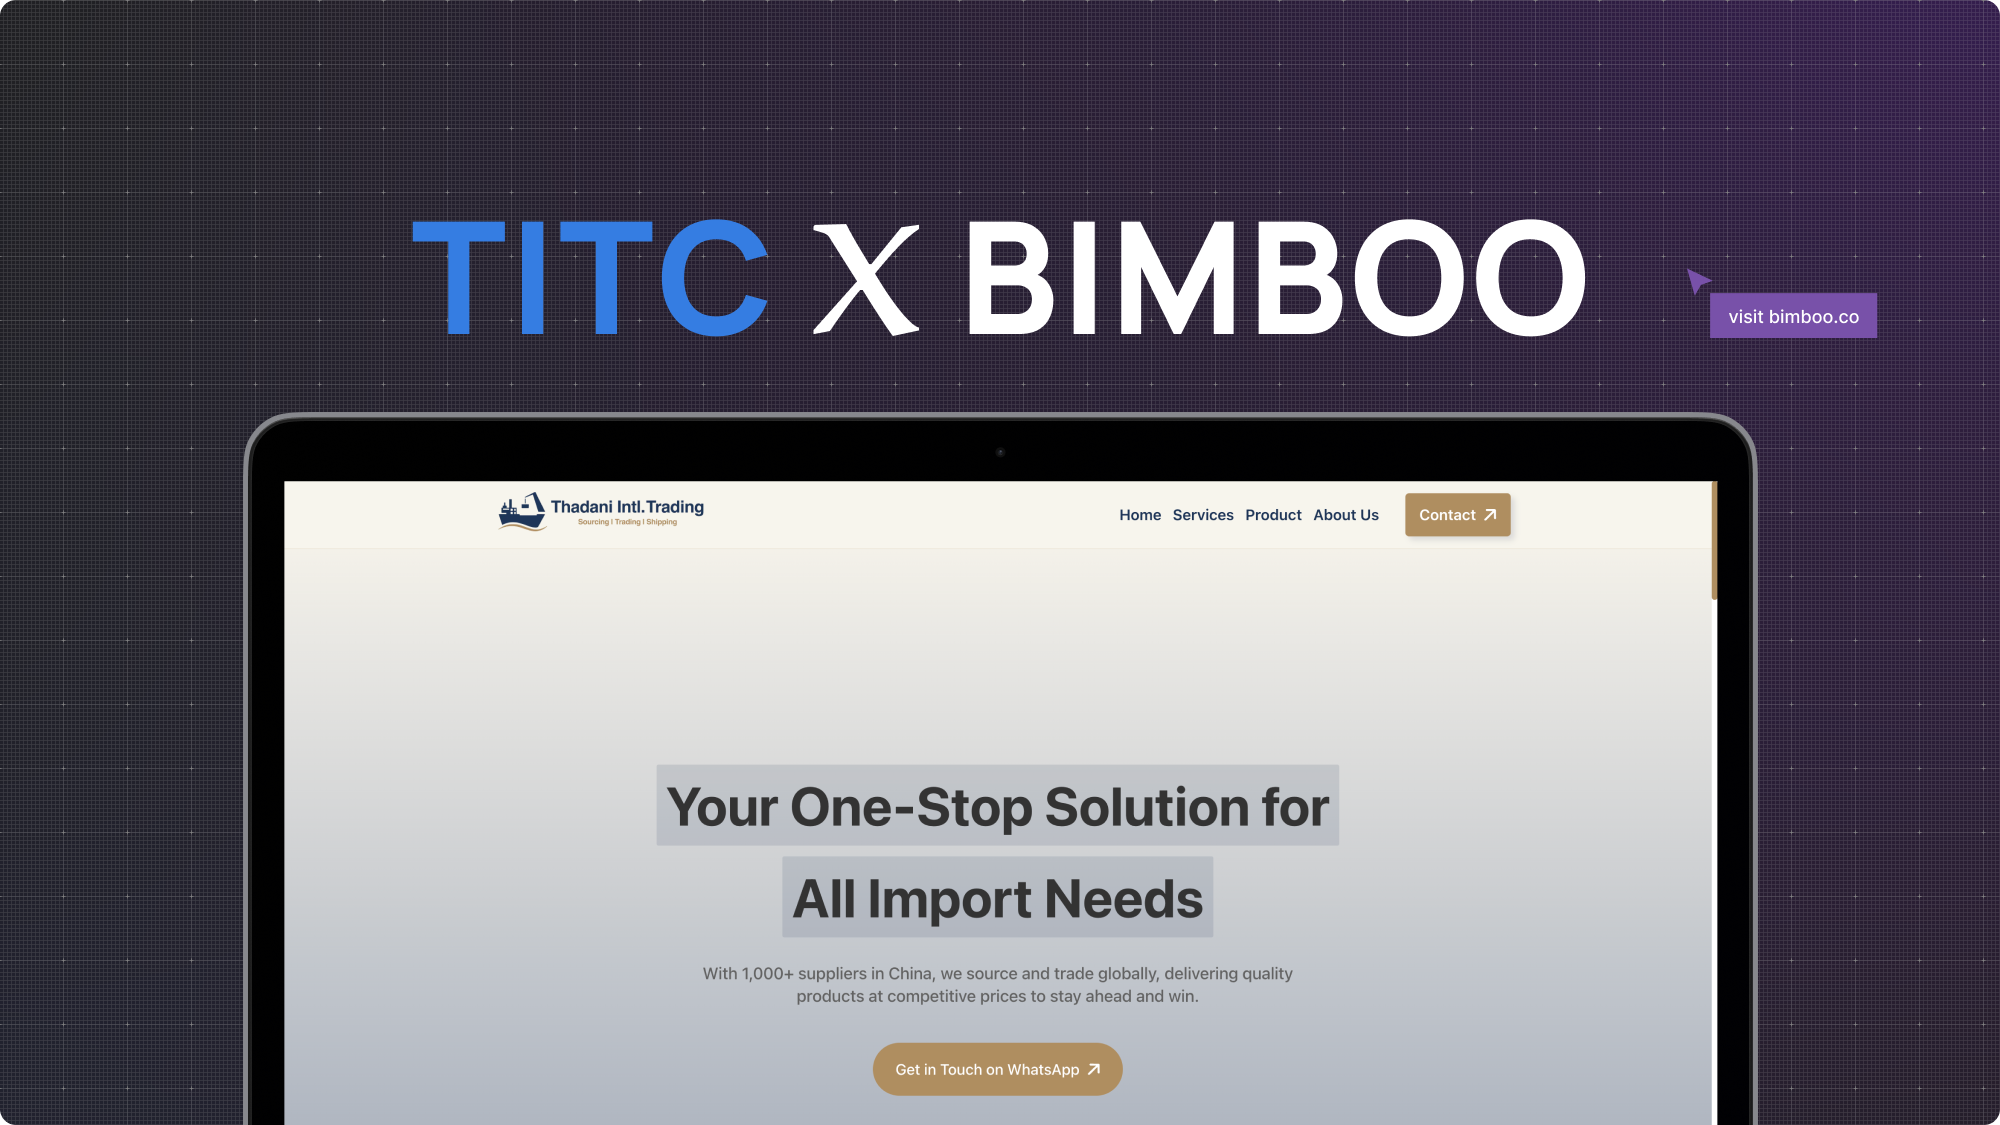 TITC X BIMBOO
visit bimboo.co
Thadani Intl.Trading
Sourcing | Trading | Shipping
Home Services Product About Us Contact
Your One-Stop Solution for
All Import Needs
With 1,000+ suppliers in China, we source and trade globally, delivering quality
products at competitive prices to stay ahead and win.
Get in Touch on WhatsApp